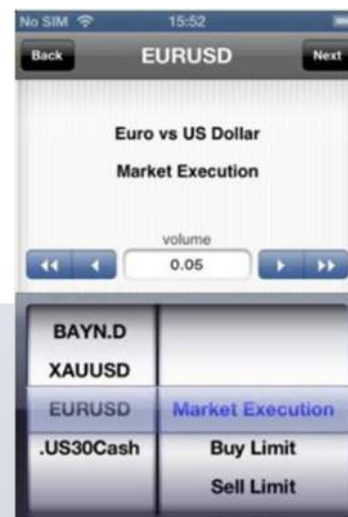 No SIM 15:52
Back EURUSD Next
Euro vs US Dollar
Market Execution
volume
0.05
BAYN.D
XAUUSD
EURUSD Market Execution
.US30Cash Buy Limit
Sell Limit